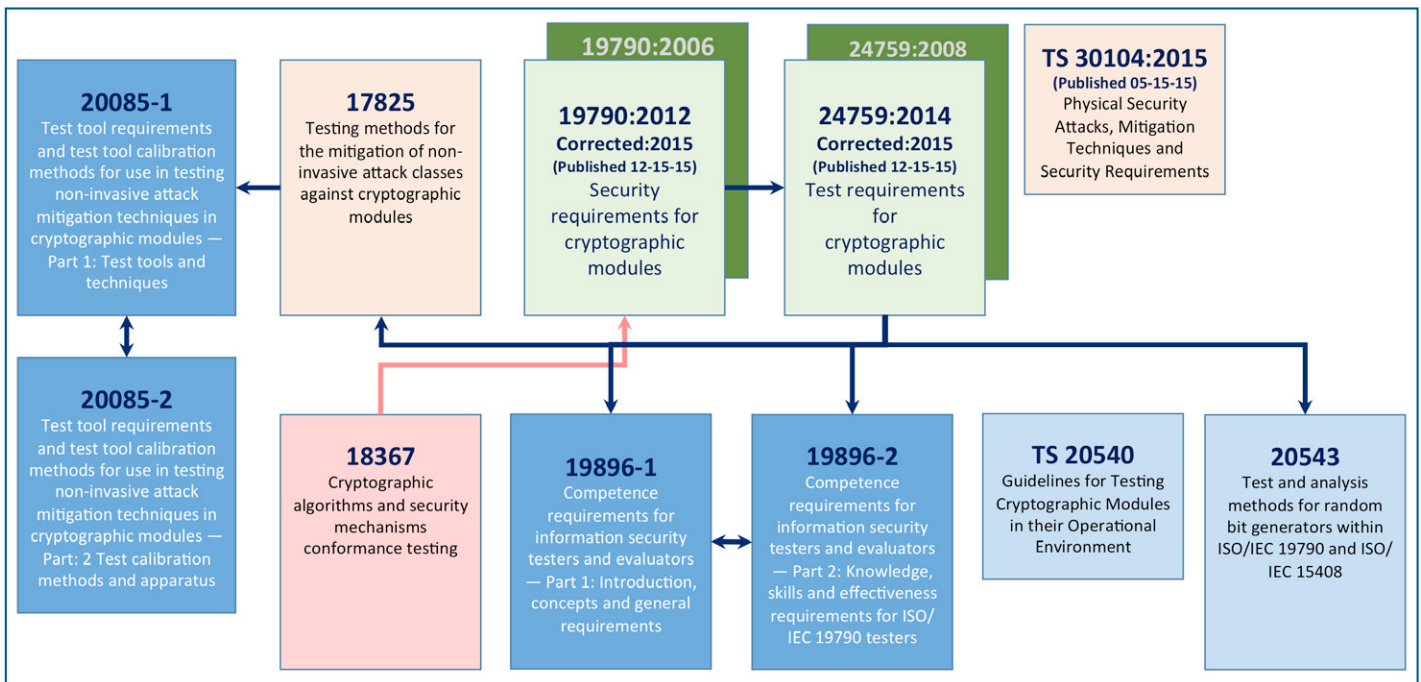 20085-1
Test tool requirements
and test tool calibration
methods for use in testing
non-invasive attack
mitigation techniques in
cryptographic modules —
Part 1: Test tools and
techniques
17825
Testing methods for
the mitigation of non-
invasive attack classes
against cryptographic
modules
19790:2006
19790:2012
Corrected:2015
(Published 12-15-15)
Security
requirements for
cryptographic
modules
24759:2008
24759:2014
Corrected:2015
(Published 12-15-15)
Test requirements
for
cryptographic
modules
TS 30104:2015
(Published 05-15-15)
Physical Security
Attacks, Mitigation
Techniques and
Security Requirements
20085-2
Test tool requirements
and test tool calibration
methods for use in testing
non-invasive attack
mitigation techniques in
cryptographic modules —
Part: 2 Test calibration
methods and apparatus
18367
Cryptographic
algorithms and security
mechanisms
conformance testing
19896-1
Competence
requirements for
information security
testers and evaluators
— Part 1: Introduction,
concepts and general
requirements
19896-2
Competence
requirements for
information security
testers and evaluators
— Part 2: Knowledge,
skills and effectiveness
requirements for ISO/
IEC 19790 testers
TS 20540
Guidelines for Testing
Cryptographic Modules
in their Operational
Environment
20543
Test and analysis
methods for random
bit generators within
ISO/IEC 19790 and ISO/
IEC 15408